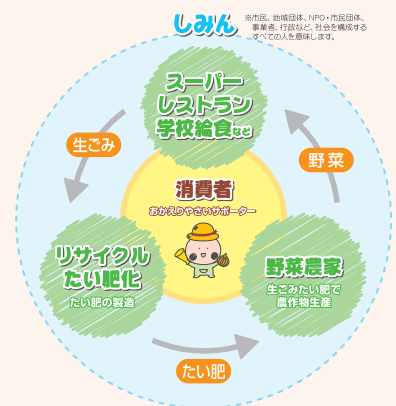 しみん
※市民、地域団体、NPO・市民団体、
事業者、行政など、社会を構成する
すべての人を意味します。
スーパー
レストラン
学校給食など
生ごみ
野菜
消費者
おかえりやさいサポーター
リサイクル
たい肥化
たい肥の製造
野菜農家
生ごみたい肥で
農作物生産
たい肥